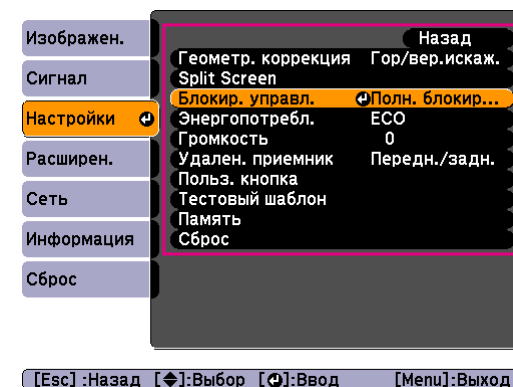 Изображен.
Сигнал
Настройки
Расширен.
Сеть
Информация
Сброс
Назад
Геометр. коррекция Гор/вер.искаж.
Split Screen
Блокир. управл. Полн. блокир...
Энергопотребл. ECO
Громкость 0
Удален. приемник Передн./задн.
Польз. кнопка
Тестовый шаблон
Память
Сброс
[Esc] :Назад [◆]:Выбор [⏎]:Ввод [Menu]:Выход